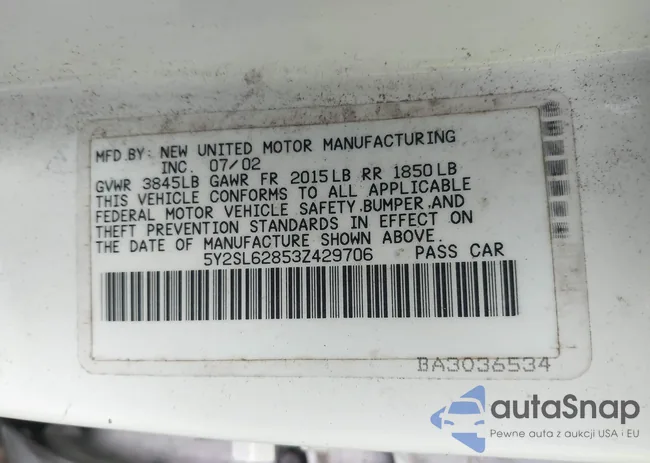 MFD.BY: NEW UNITED MOTOR MANUFACTURING
INC. 07/02
GVWR 3845LB GAWR FR 2015LB RR 1850LB
THIS VEHICLE CONFORMS TO ALL APPLICABLE
FEDERAL MOTOR VEHICLE SAFETY,BUMPER,AND
THEFT PREVENTION STANDARDS IN EFFECT ON
THE DATE OF MANUFACTURE SHOWN ABOVE.
5Y2SL62853Z429706 PASS CAR
BA3036534
autaSnap
Pewne auta z aukcji USA i EU